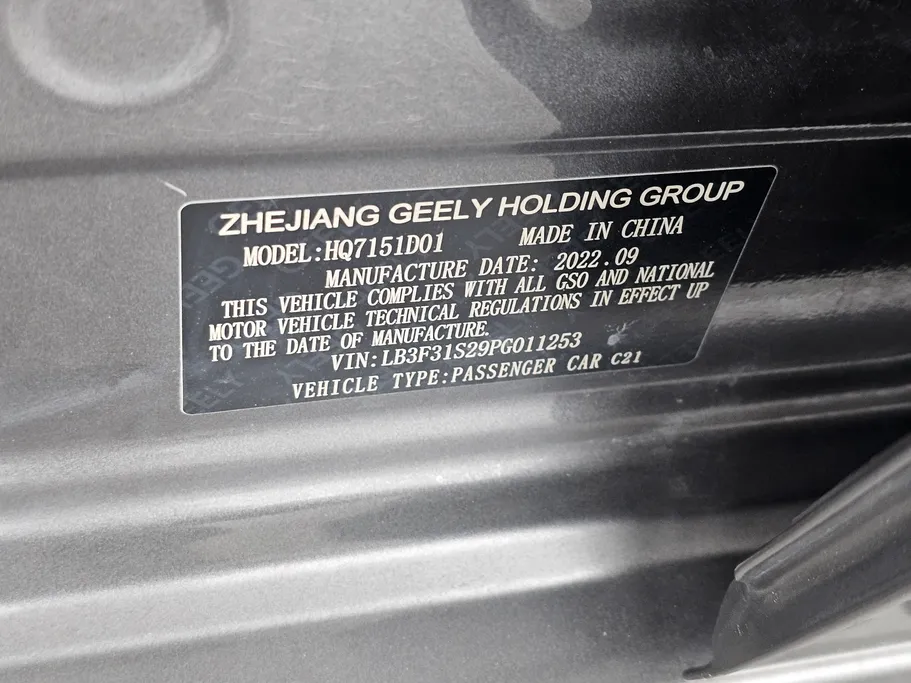 ZHEJIANG GEELY HOLDING GROUP
MODEL:HQ7151D01 MADE IN CHINA
MANUFACTURE DATE: 2022.09
THIS VEHICLE COMPLIES WITH ALL GSO AND NATIONAL
MOTOR VEHICLE TECHNICAL REGULATIONS IN EFFECT UP
TO THE DATE OF MANUFACTURE.
VIN:LB3F31S29PG011253
VEHICLE TYPE:PASSENGER CAR C21